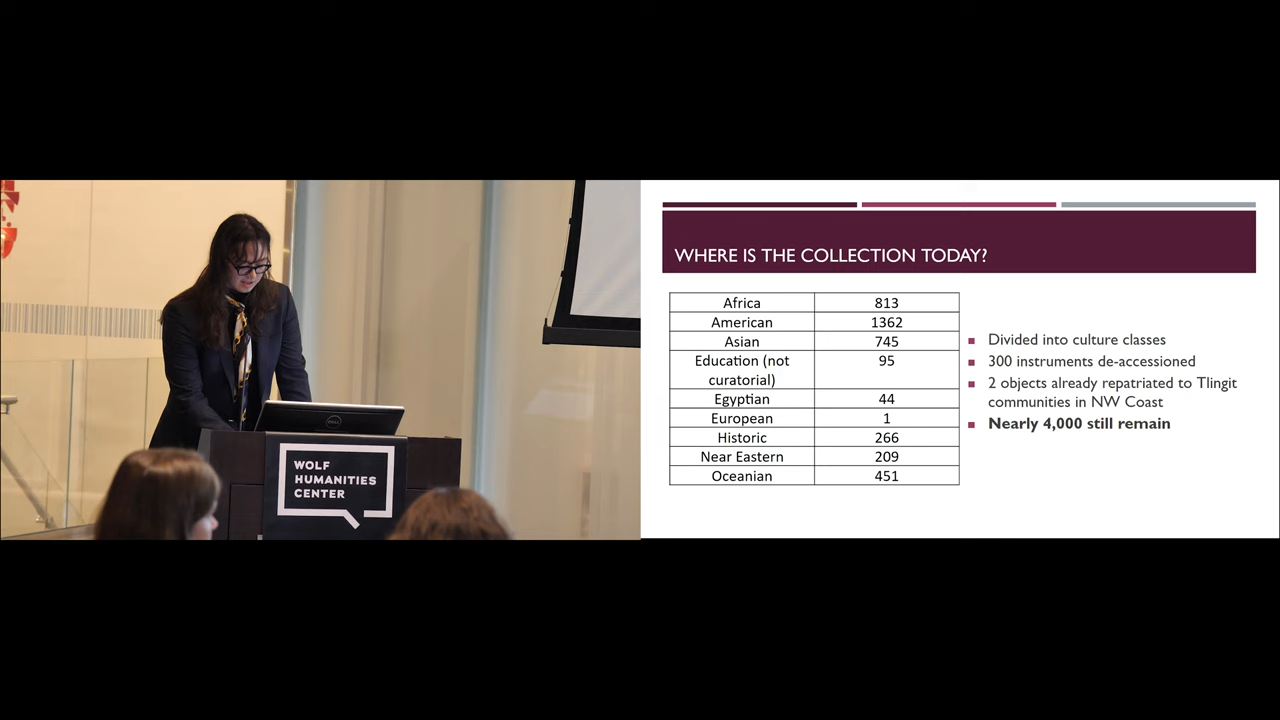 WOLF
HUMANITIES
CENTER
DELL
WHERE IS THE COLLECTION TODAY?
Africa 813
American 1362
Asian 745
Education (not 95
curatorial)
Egyptian 44
European 1
Historic 266
Near Eastern 209
Oceanian 451
Divided into culture classes
300 instruments de-accessioned
2 objects already repatriated to Tlingit
communities in NW Coast
Nearly 4,000 still remain